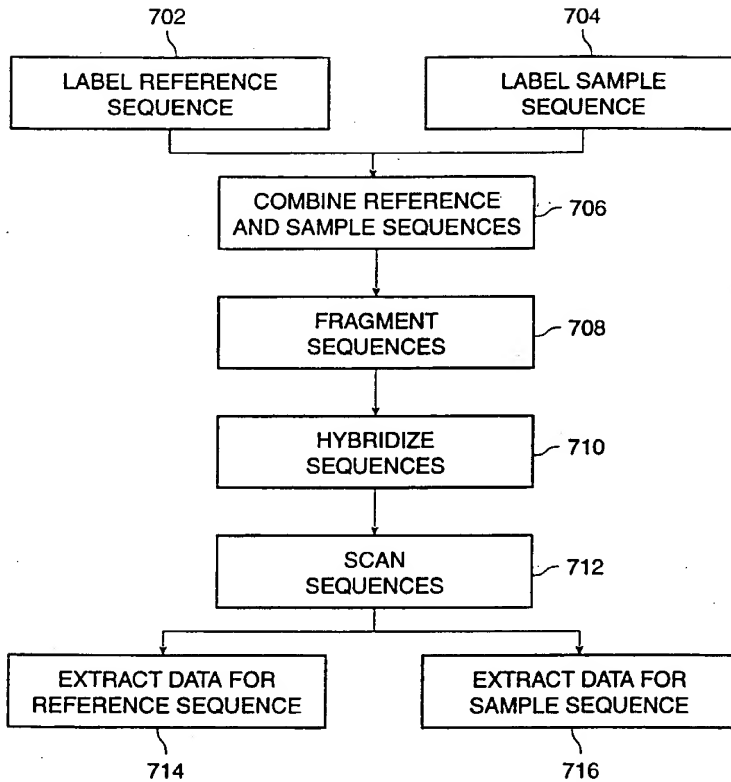 702
704
LABEL REFERENCE
SEQUENCE
LABEL SAMPLE
SEQUENCE
COMBINE REFERENCE
AND SAMPLE SEQUENCES
706
FRAGMENT
SEQUENCES
708
HYBRIDIZE
SEQUENCES
710
SCAN
SEQUENCES
712
EXTRACT DATA FOR
REFERENCE SEQUENCE
EXTRACT DATA FOR
SAMPLE SEQUENCE
714
716